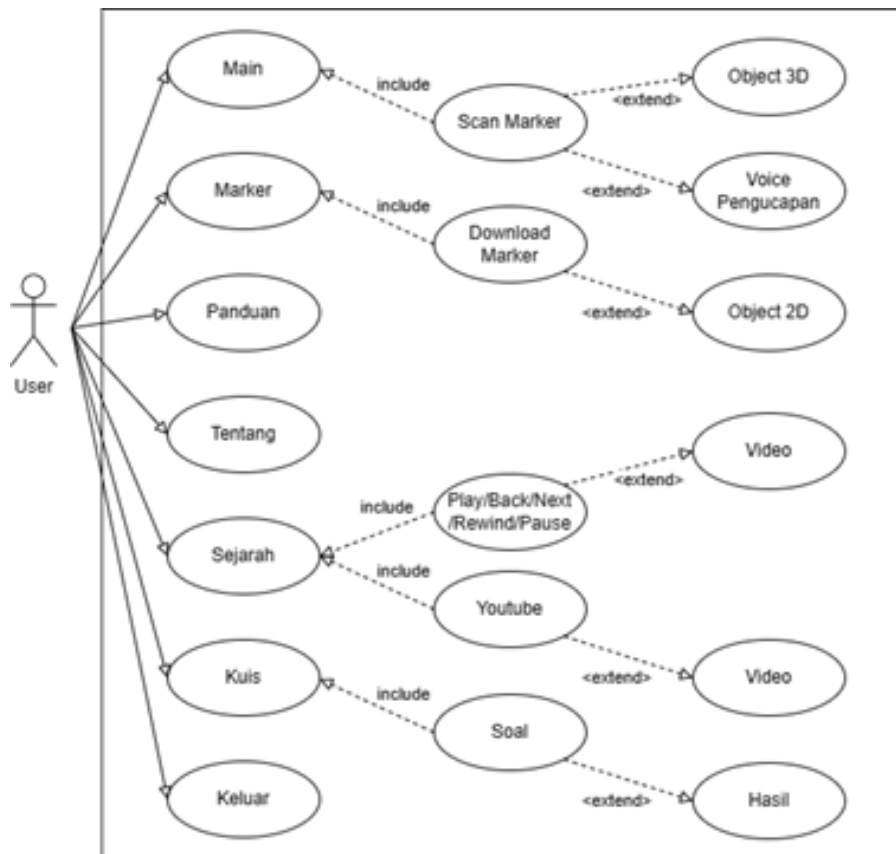 Main
include
Object 3D
Scan Marker
<extend>
Marker
include
<extend>
Voice
Pengucapan
Download
Marker
Panduan
<extend>
Object 2D
User
Tentang
Video
<extend>
include
Play/Back/Next
/Rewind/Pause
Sejarah
include
Youtube
Kuis
<extend>
Video
include
Soal
Keluar
<extend>
Hasil